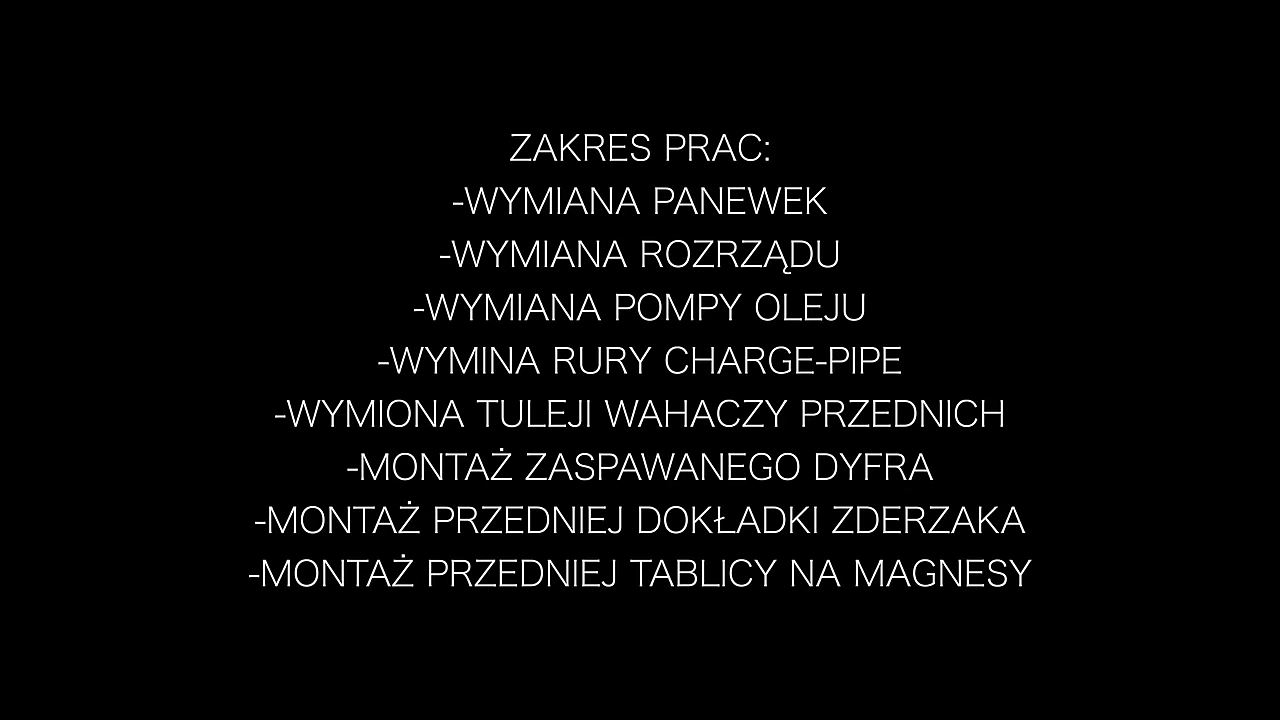 ZAKRES PRAC:
-WYMIANA PANEWEK
-WYMIANA ROZRZĄDU
-WYMIANA POMPY OLEJU
-WYMINA RURY CHARGE-PIPE
-WYMIONA TULEJI WAHACZY PRZEDNICH
-MONTAŻ ZASPAWANEGO DYFRA
-MONTAŻ PRZEDNIEJ DOKŁADKI ZDERZAKA
-MONTAŻ PRZEDNIEJ TABLICY NA MAGNESY